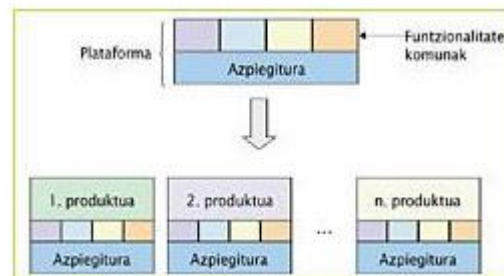 Plataforma
Funtzionalitate
komunak
Azpiegitura
1. produktua
2. produktua
...
n. produktua
Azpiegitura
Azpiegitura
Azpiegitura